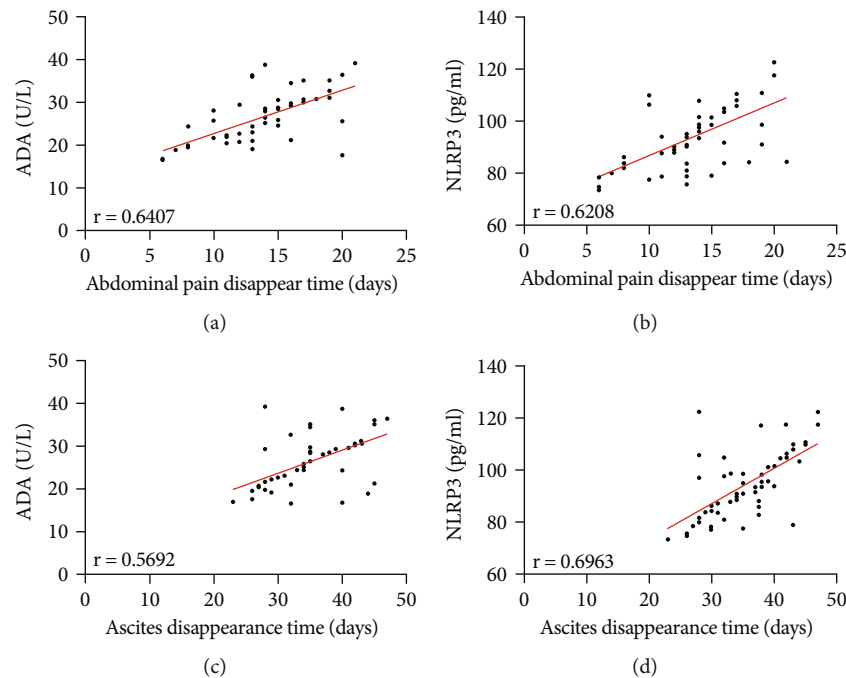 50
40
30
20
10
0
ADA (U/L)
r = 0.6407
0 5 10 15 20 25
Abdominal pain disappear time (days)
(a)
140
120
100
80
60
NLRP3 (pg/ml)
r = 0.6208
0 5 10 15 20 25
Abdominal pain disappear time (days)
(b)
50
40
30
20
10
0
ADA (U/L)
r = 0.5692
0 10 20 30 40 50
Ascites disappearance time (days)
(c)
140
120
100
80
60
NLRP3 (pg/ml)
r = 0.6963
0 10 20 30 40 50
Ascites disappearance time (days)
(d)